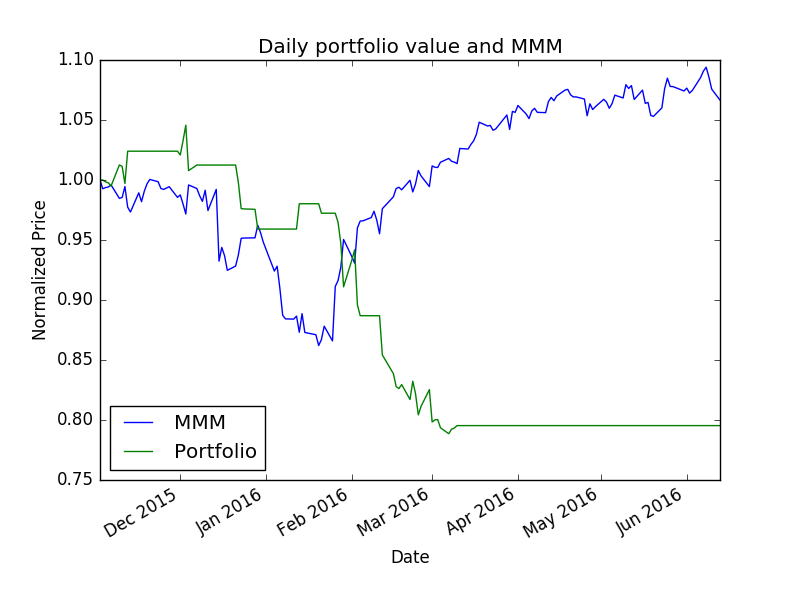 Daily portfolio value and MMM
1.10
1.05
1.00
0.95
0.90
0.85
0.80
0.75
Normalized Price
MMM
Portfolio
Dec 2015
Jan 2016
Feb 2016
Mar 2016
Apr 2016
May 2016
Jun 2016
Date